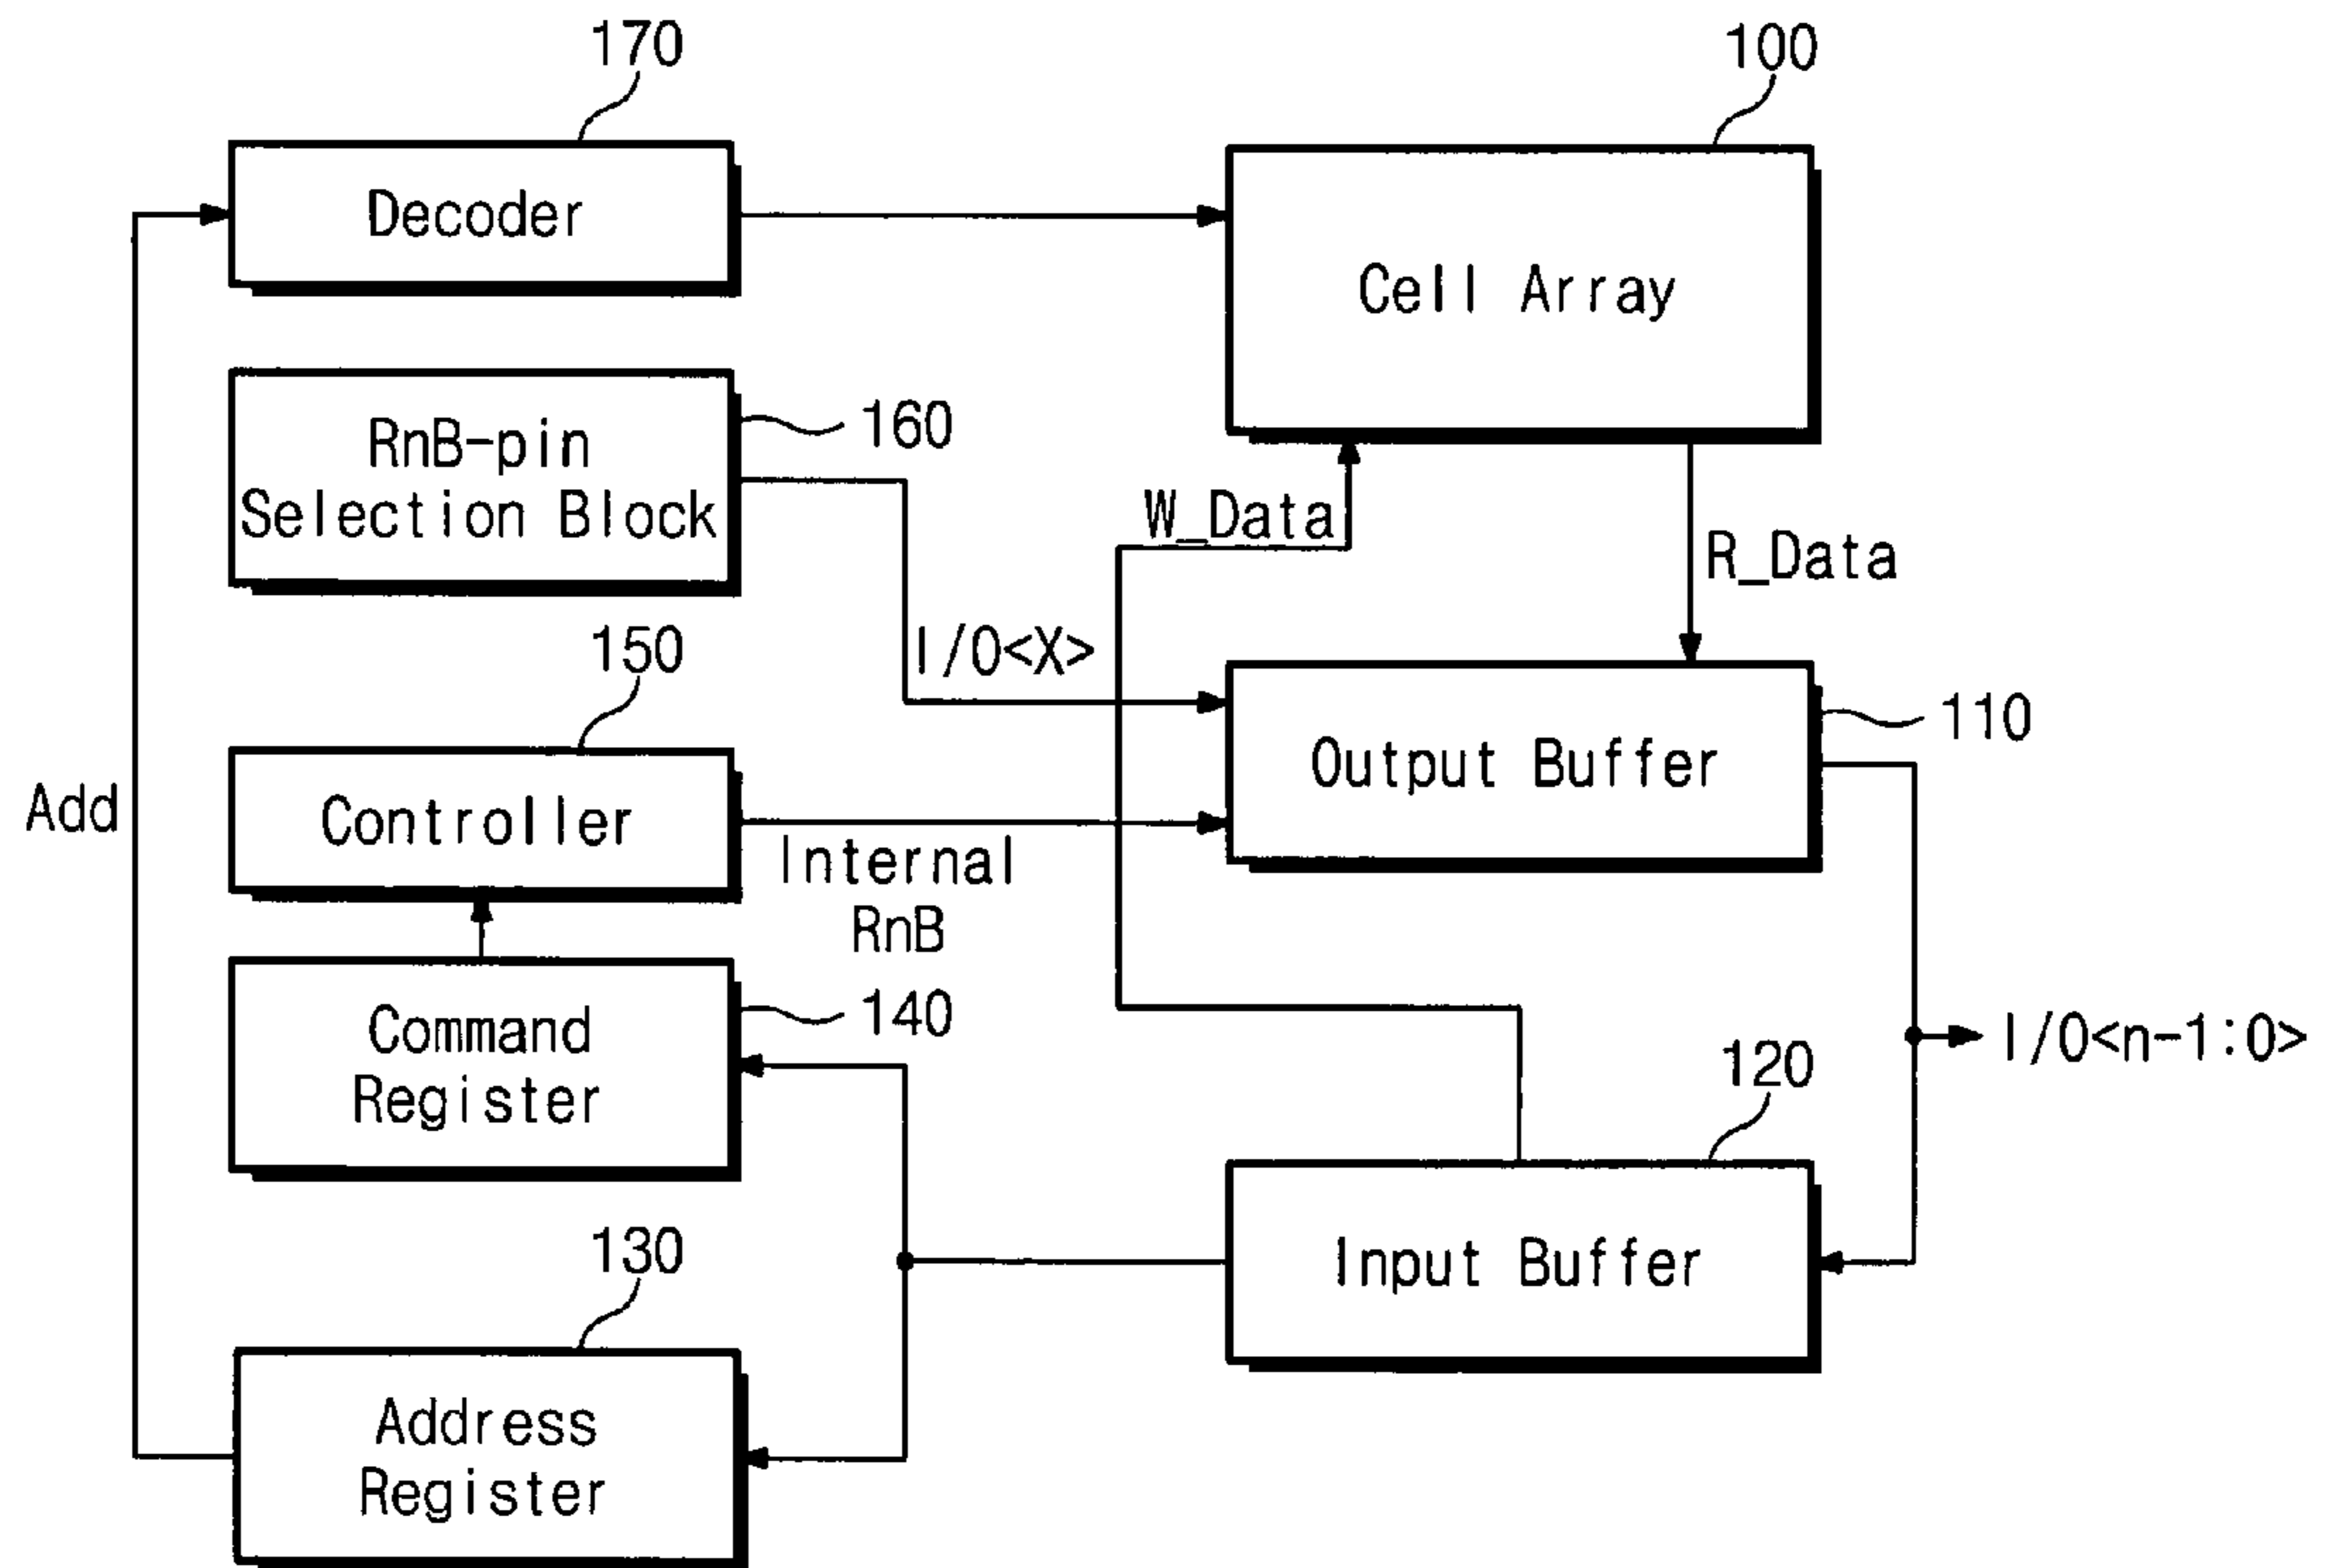 170
100
Decoder
Cell Array
RnB-pin
Selection Block
160
W_Data
R_Data
I/O<X>
150
110
Output Buffer
Add
Controller
Internal
RnB
140
Command
Register
I/O<n-1:0>
120
Input Buffer
130
Address
Register